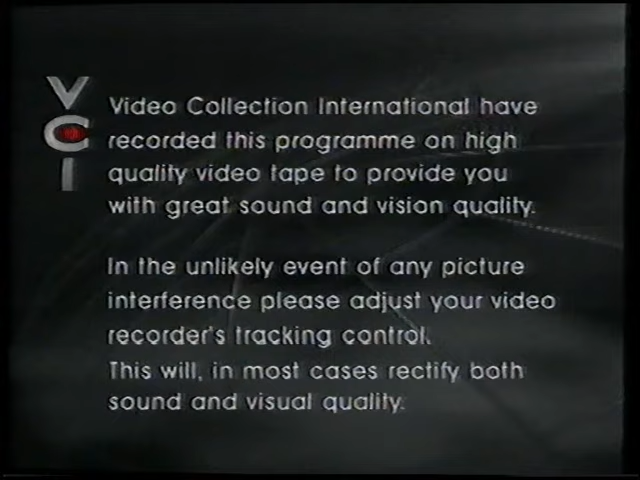 VCI
Video Collection International have
recorded this programme on high
quality video tape to provide you
with great sound and vision quality.
In the unlikely event of any picture
interference please adjust your video
recorder's tracking control.
This will, in most cases rectify both
sound and visual quality.